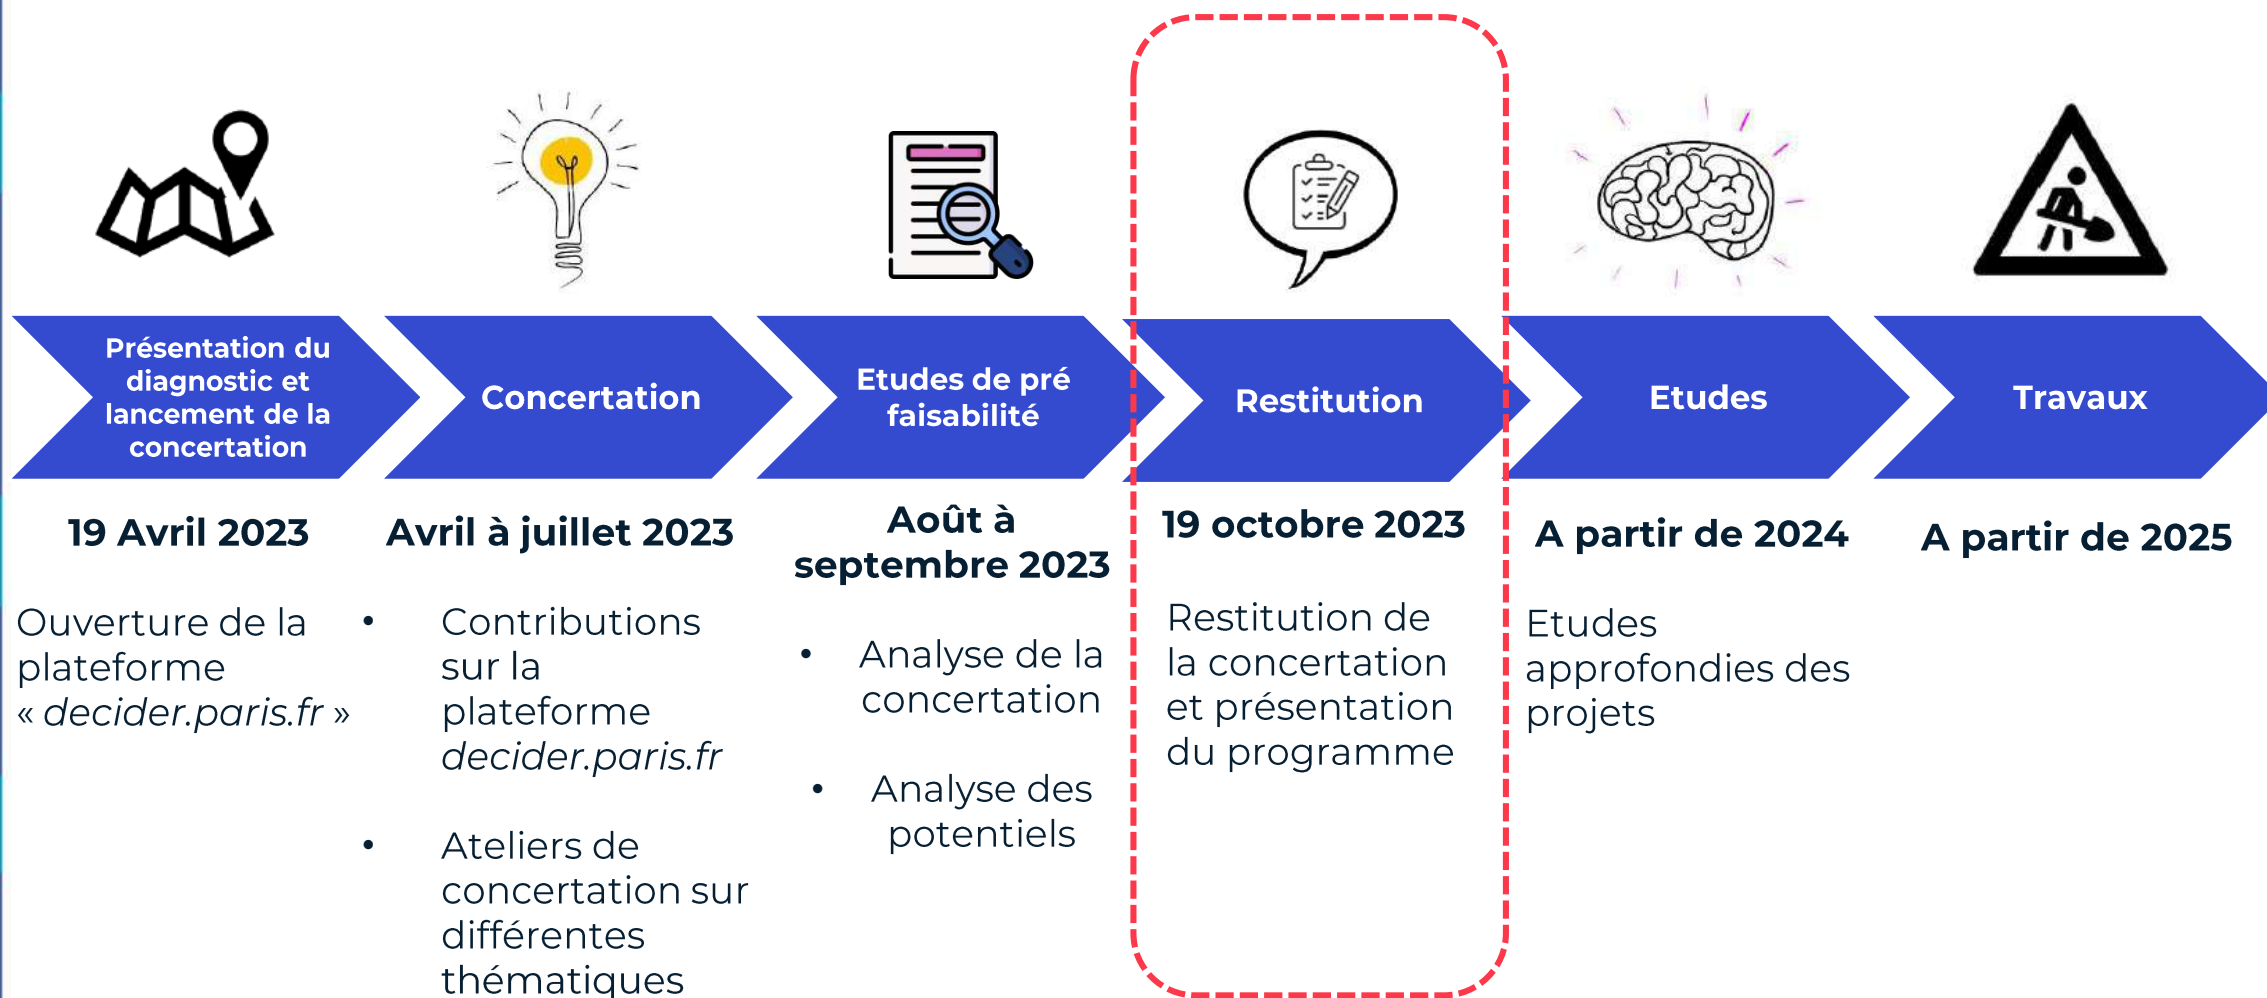 Présentation du
diagnostic et
lancement de la
concertation
Concertation
Etudes de pré
faisabilité
Restitution
Etudes
Travaux
19 Avril 2023
Ouverture de la
plateforme
« decider.paris.fr »
Avril à juillet 2023
• Contributions
sur la
plateforme
decider.paris.fr
• Ateliers de
concertation sur
différentes
thématiques
Août à
septembre 2023
• Analyse de la
concertation
• Analyse des
potentiels
19 octobre 2023
Restitution de
la concertation
et présentation
du programme
A partir de 2024
Etudes
approfondies des
projets
A partir de 2025